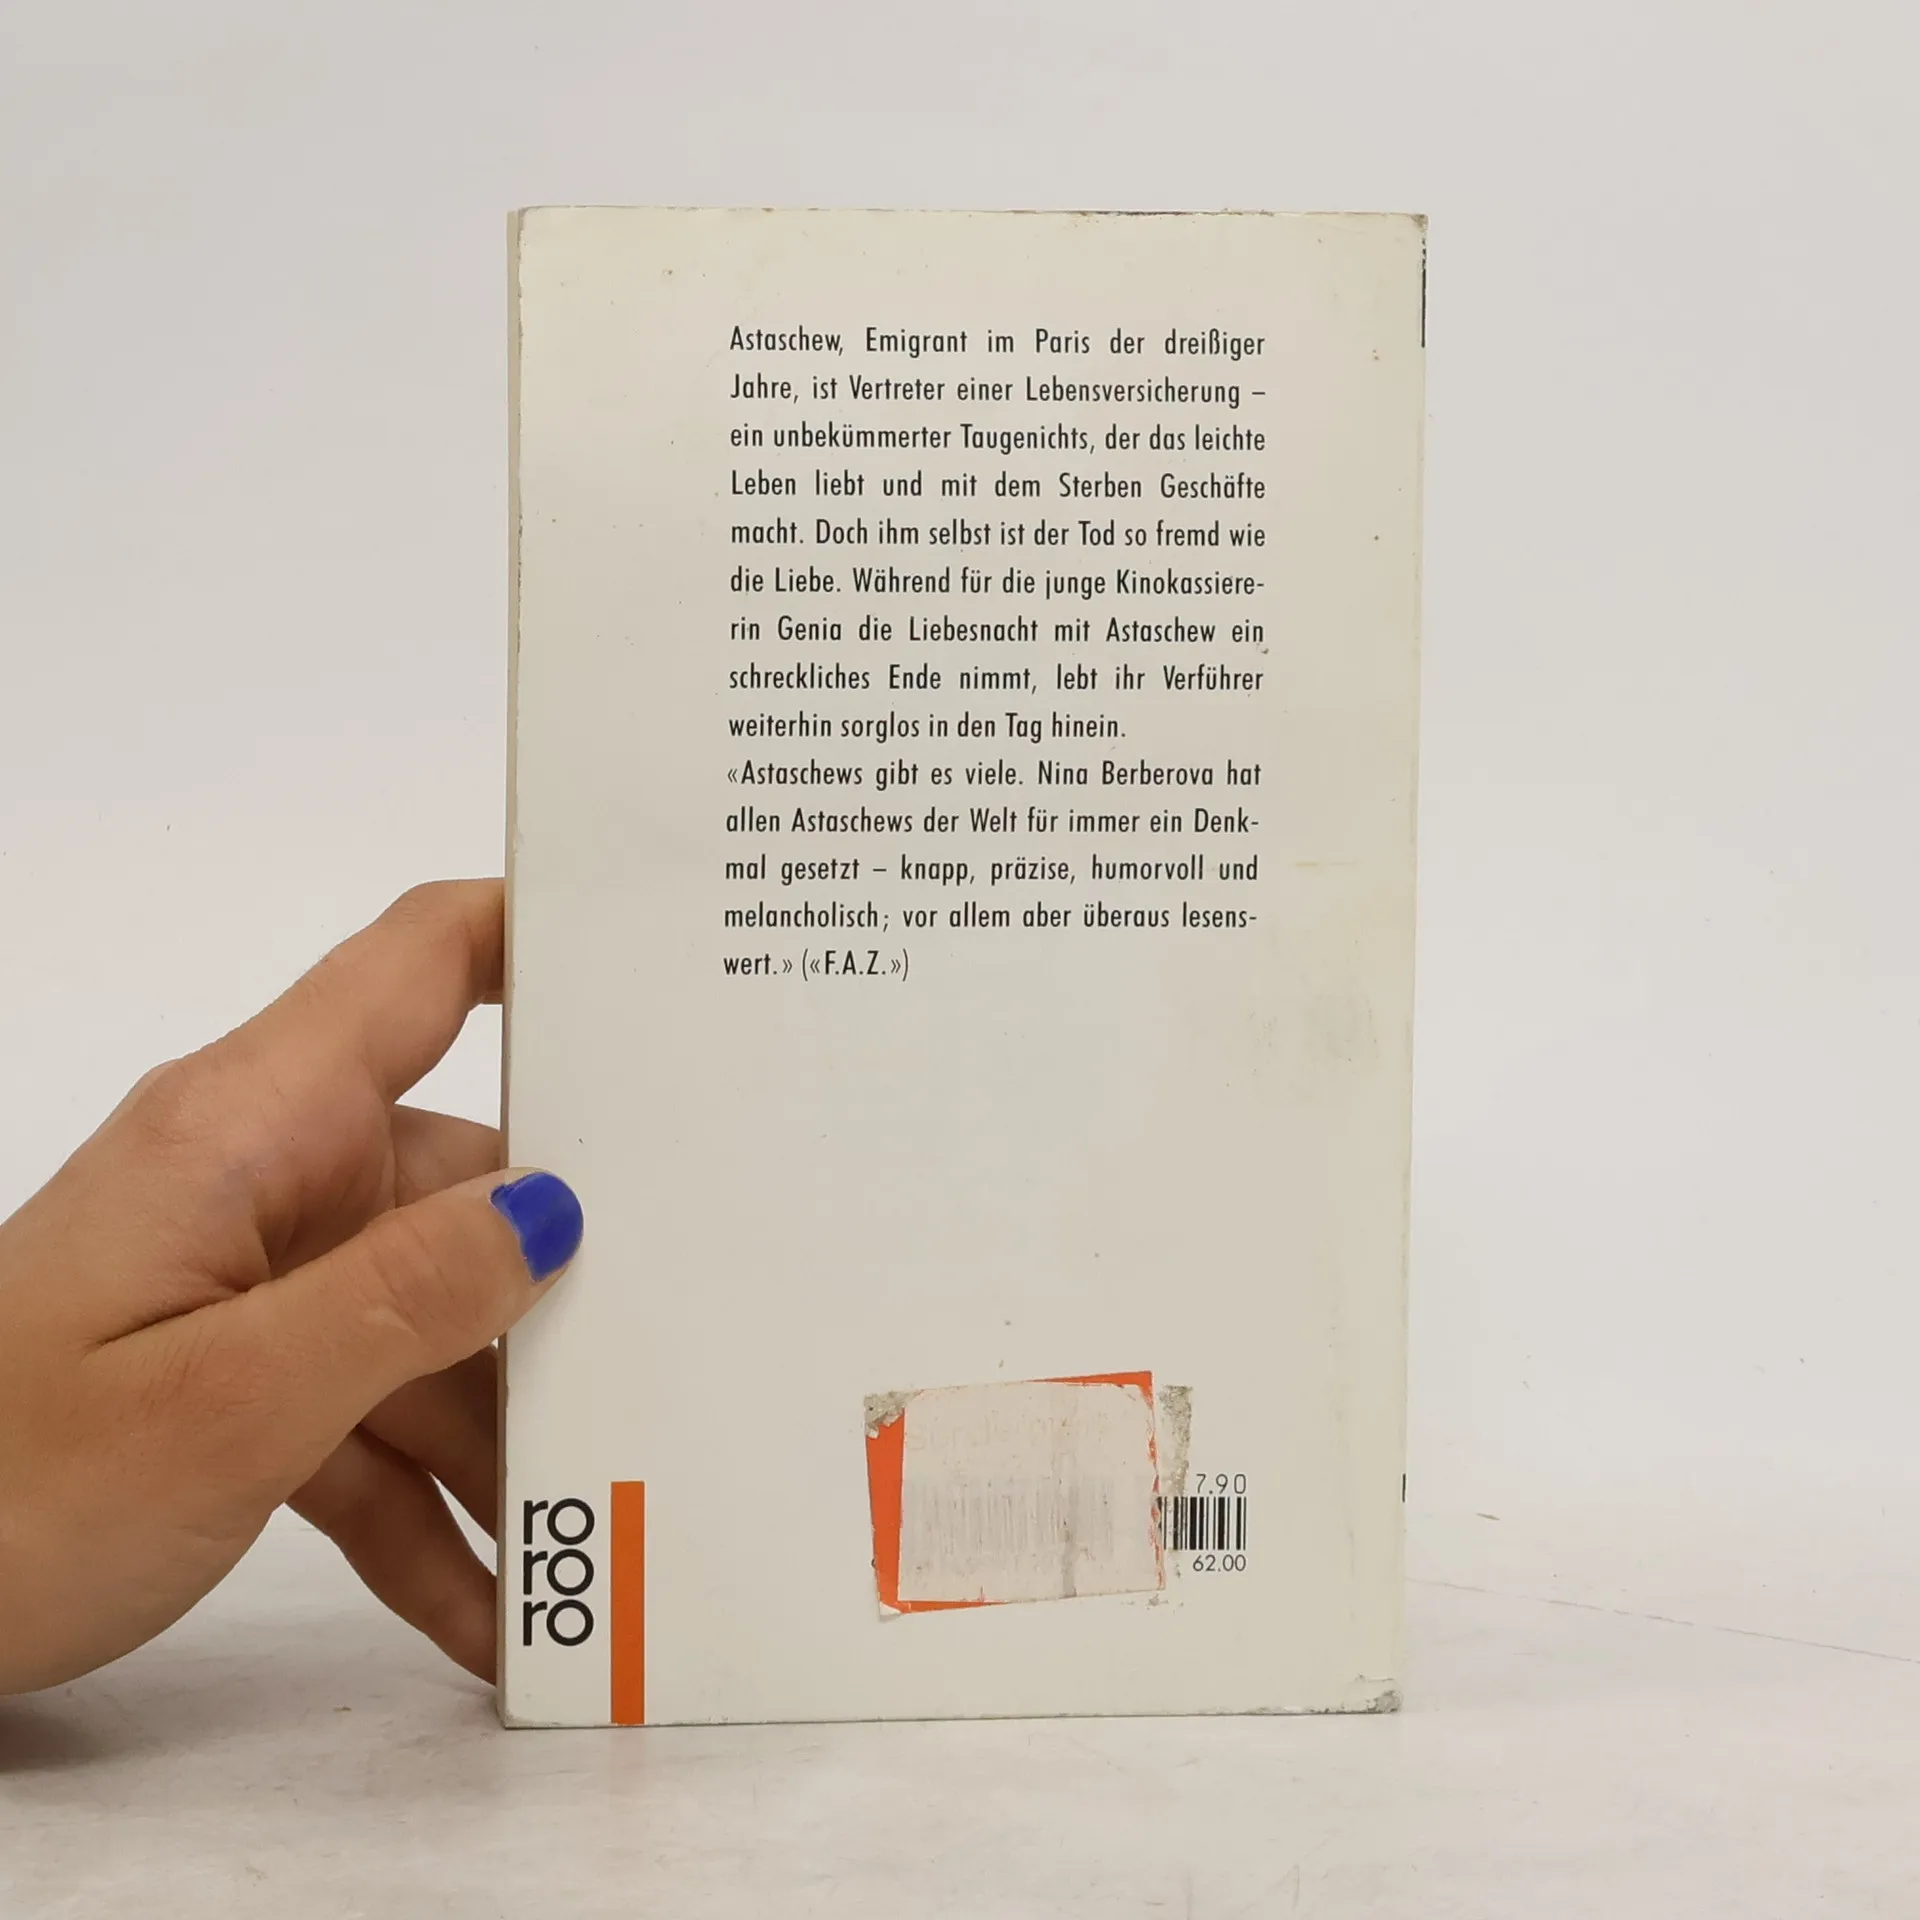 Astaschew, Emigrant im Paris der dreißiger
Jahre, ist Vertreter einer Lebensversicherung –
ein unbekümmerter Taugenichts, der das leichte
Leben liebt und mit dem Sterben Geschäfte
macht. Doch ihm selbst ist der Tod so fremd wie
die Liebe. Während für die junge Kinokassiere-
rin Genia die Liebesnacht mit Astaschew ein
schreckliches Ende nimmt, lebt ihr Verführer
weiterhin sorglos in den Tag hinein.
«Astaschews gibt es viele. Nina Berberova hat
allen Astaschews der Welt für immer ein Denk-
mal gesetzt – knapp, präzise, humorvoll und
melancholisch; vor allem aber überaus lesens-
wert.» («F.A.Z.»)
7.90
62.00
ro
ro
ro